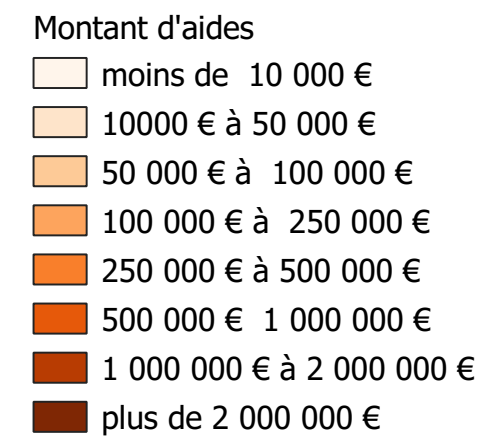 Montant d'aides
moins de  10 000 €
10000 € à 50 000 €
50 000 € à  100 000 €
100 000 € à  250 000 €
250 000 € à 500 000 €
500 000 €  1 000 000 €
1 000 000 € à 2 000 000 €
plus de 2 000 000 €